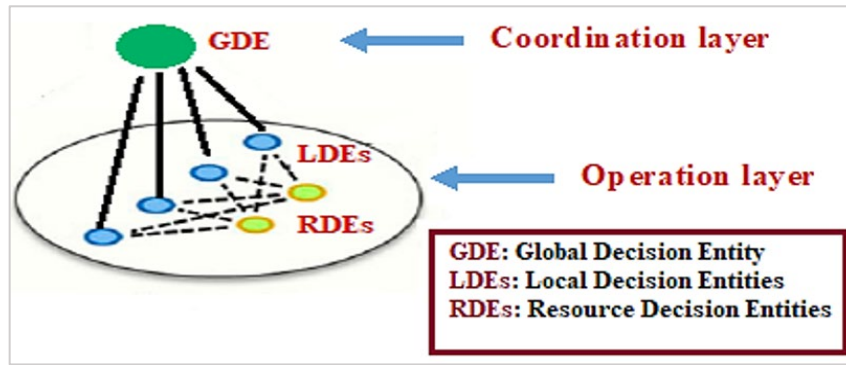 GDE
Coordination layer
LDEs
Operation layer
RDEs
GDE: Global Decision Entity
LDEs: Local Decision Entities
RDEs: Resource Decision Entities